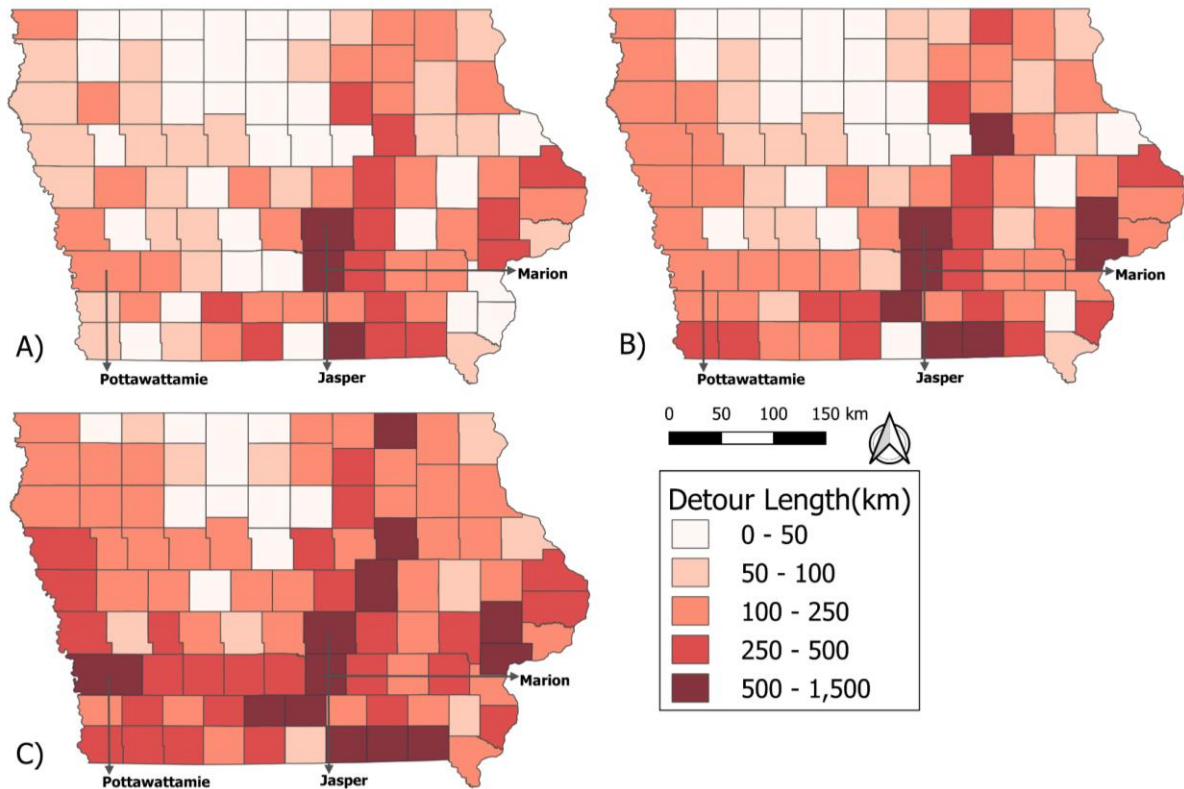 A)
Marion
Pottawattamie
Jasper
B)
Marion
Pottawattamie
Jasper
0 50 100 150 km
C)
Marion
Pottawattamie
Jasper
Detour Length(km)
0 - 50
50 - 100
100 - 250
250 - 500
500 - 1,500